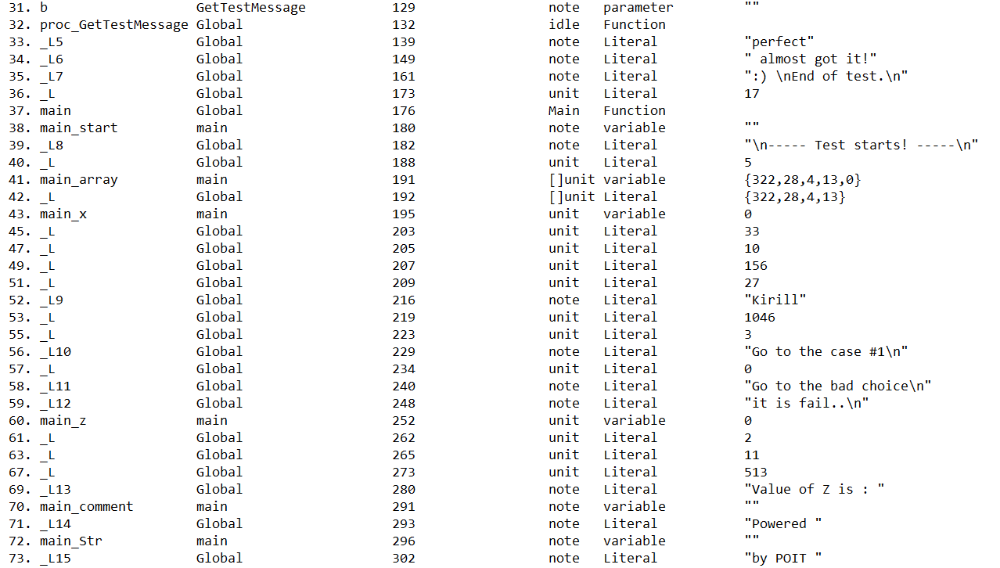 31. b                   GetTestMessage           129                 note   parameter         ""
32. proc_GetTestMessage Global                   132                 idle   Function
33. _L5                 Global                   139                 note   Literal           "perfect"
34. _L6                 Global                   149                 note   Literal           " almost got it!"
35. _L7                 Global                   161                 note   Literal           ":) \nEnd of test.\n"
36. _L                  Global                   173                 unit   Literal           17
37. main                Global                   176                 Main   Function
38. main_start          main                     180                 note   variable          ""
39. _L8                 Global                   182                 note   Literal           "\n----- Test starts! -----\n"
40. _L                  Global                   188                 unit   Literal           5
41. main_array          main                     191                 []unit variable          {322,28,4,13,0}
42. _L                  Global                   192                 []unit Literal           {322,28,4,13}
43. main_x              main                     195                 unit   variable          0
45. _L                  Global                   203                 unit   Literal           33
47. _L                  Global                   205                 unit   Literal           10
49. _L                  Global                   207                 unit   Literal           156
51. _L                  Global                   209                 unit   Literal           27
52. _L9                 Global                   216                 note   Literal           "Kirill"
53. _L                  Global                   219                 unit   Literal           1046
55. _L                  Global                   223                 unit   Literal           3
56. _L10                Global                   229                 note   Literal           "Go to the case #1\n"
57. _L                  Global                   234                 unit   Literal           0
58. _L11                Global                   240                 note   Literal           "Go to the bad choice\n"
59. _L12                Global                   248                 note   Literal           "it is fail..\n"
60. main_z              main                     252                 unit   variable          0
61. _L                  Global                   262                 unit   Literal           2
63. _L                  Global                   265                 unit   Literal           11
67. _L                  Global                   273                 unit   Literal           513
69. _L13                Global                   280                 note   Literal           "Value of Z is : "
70. main_comment        main                     291                 note   variable          ""
71. _L14                Global                   293                 note   Literal           "Powered "
72. main_Str            main                     296                 note   variable          ""
73. _L15                Global                   302                 note   Literal           "by POIT "